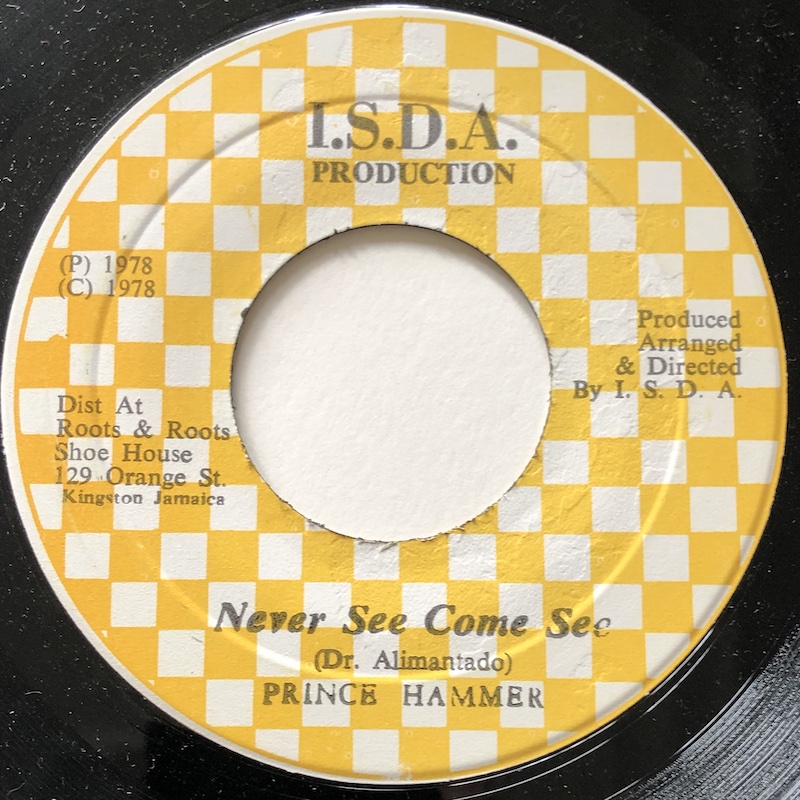 I.S.D.A.
PRODUCTION
(P) 1978
(C) 1978
Produced
Arranged
& Directed
By I. S. D. A.
Dist At
Roots & Roots
Shoe House
129 Orange St.
Kingston Jamaica
Never See Come See
(Dr. Alimantado)
PRINCE HAMMER